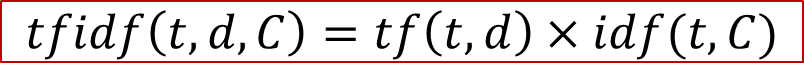 tfidf(t, d, C) = tf(t, d) × idf(t, C)